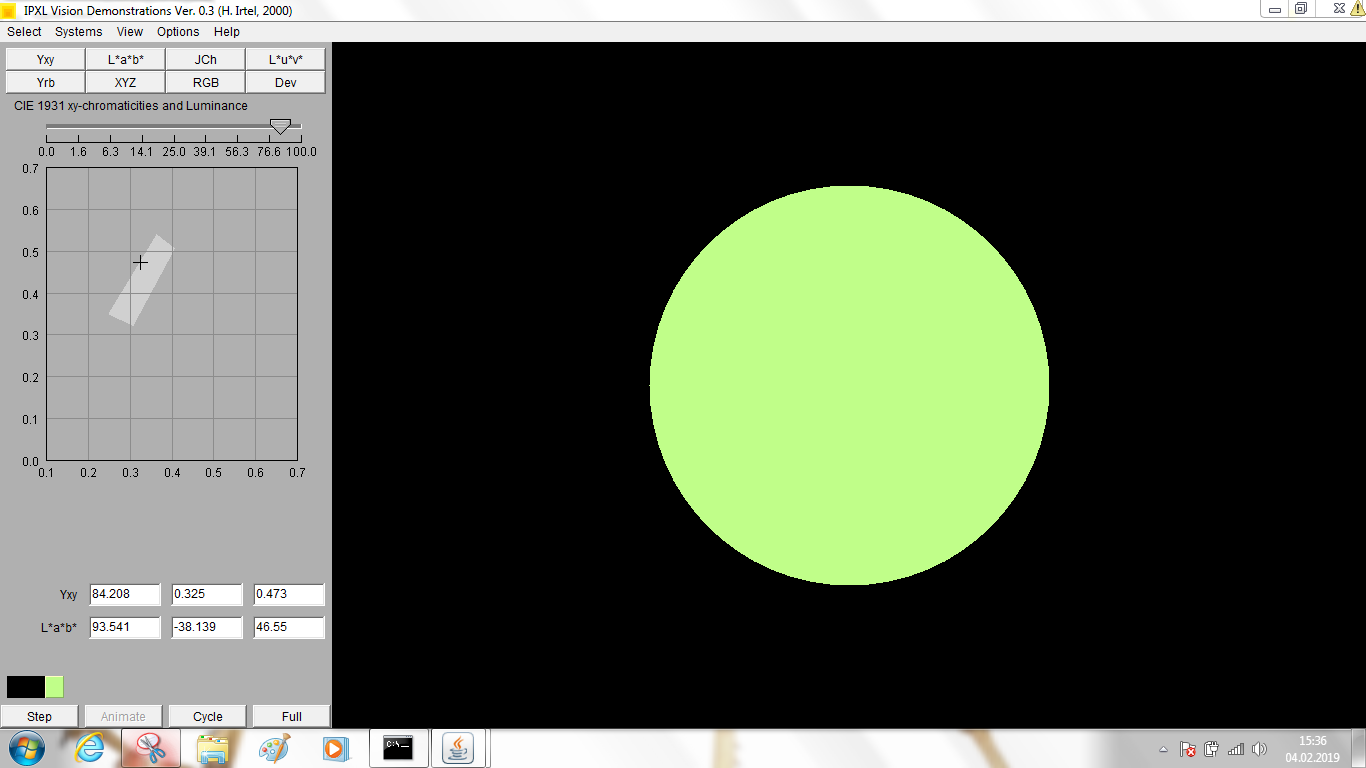 IPXL Vision Demonstrations Ver. 0.3 (H. Irtel, 2000)
Select Systems View Options Help
Yxy L*a*b* JCh L*u*v*
Yrb XYZ RGB Dev
CIE 1931 xy-chromaticities and Luminance
0.0 1.6 6.3 14.1 25.0 39.1 56.3 76.6 100.0
0.7
0.6
0.5
0.4
0.3
0.2
0.1
0.0
0.1 0.2 0.3 0.4 0.5 0.6 0.7
Yxy 84.208 0.325 0.473
L*a*b* 93.541 -38.139 46.55
Step Animate Cycle Full
C:\
15:36
04.02.2019